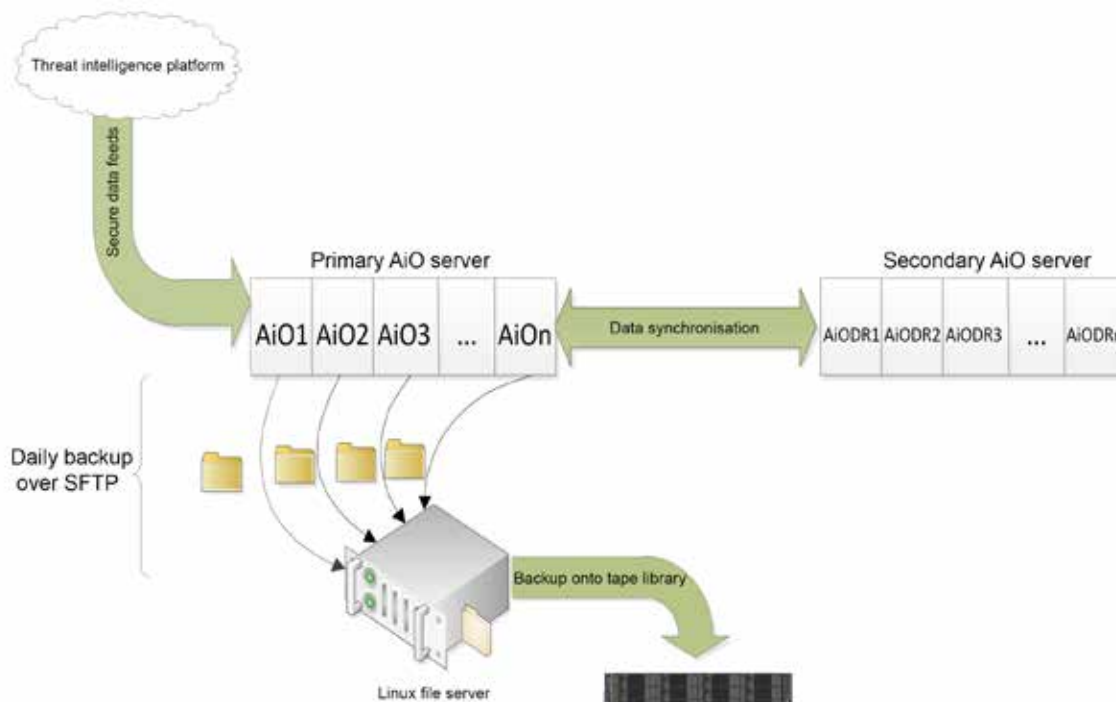 Threat intelligence platform
Secure data feeds
Primary AiO server
Secondary AiO server
AiO1 AiO2 AiO3 ... AiOn
Data synchronisation
AiODR1 AiODR2 AiODR3 ...
Daily backup
over SFTP
Backup onto tape library
Linux file server